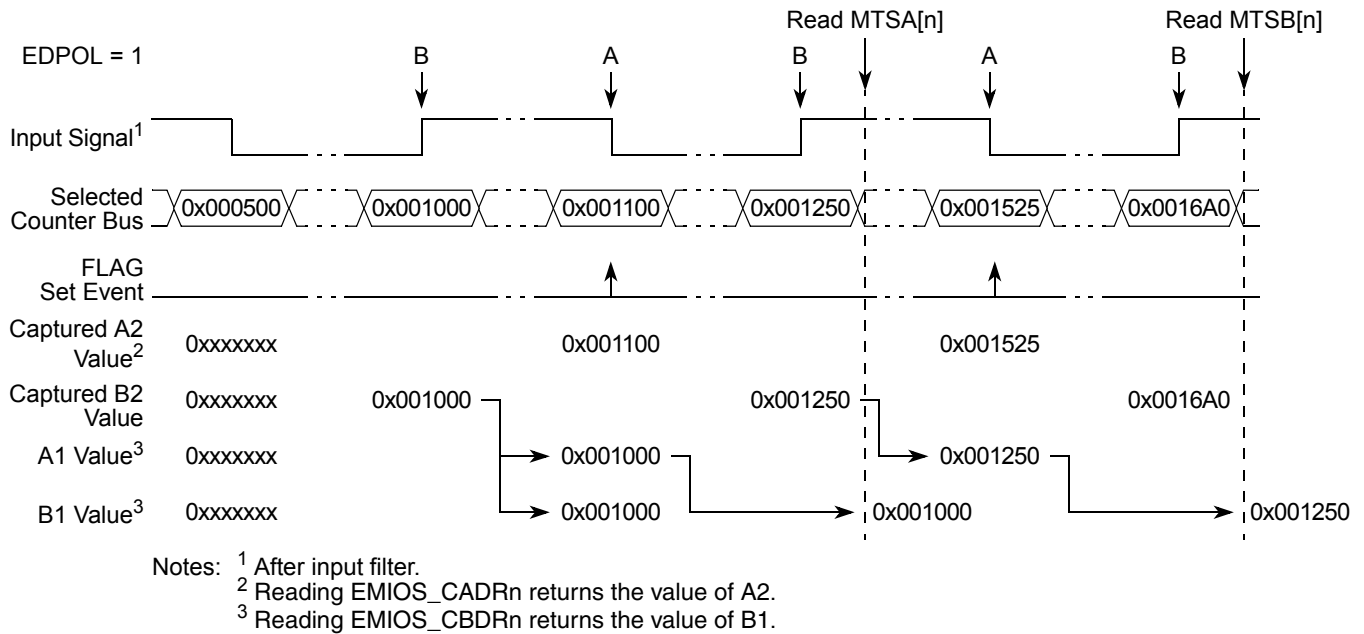 Read MTSA[n] Read MTSB[n]
EDPOL = 1 B A B A B
Input Signal1
Selected
Counter Bus 0x000500 0x001000 0x001100 0x001250 0x001525 0x0016A0
FLAG
Set Event
Captured A2
Value2 0xxxxxxx 0x001100 0x001525
Captured B2
Value 0xxxxxxx 0x001000 0x001250 0x0016A0
A1 Value3 0xxxxxxx 0x001000 0x001250
B1 Value3 0xxxxxxx 0x001000 0x001000 0x001250
Notes: 1 After input filter.
2 Reading EMIOS_CADRn returns the value of A2.
3 Reading EMIOS_CBDRn returns the value of B1.